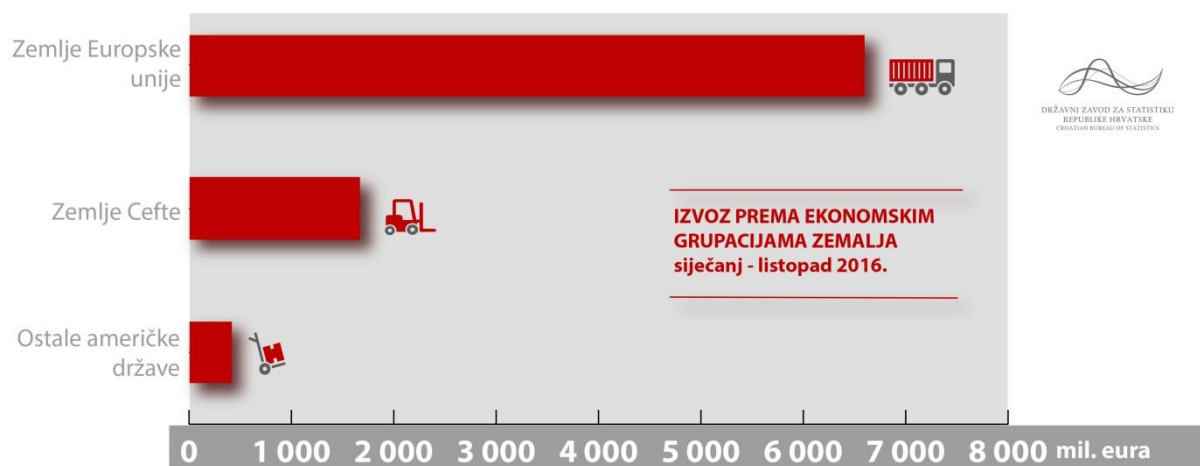 Zemlje Europske
unije
DRŽAVNI ZAVOD ZA STATISTIKU
REPUBLIKE HRVATSKE
CROATIAN BUREAU OF STATISTICS
Zemlje Cefte
IZVOZ PREMA EKONOMSKIM
GRUPACIJAMA ZEMALJA
siječanj - listopad 2016.
Ostale američke
države
0 1 000 2 000 3 000 4 000 5 000 6 000 7 000 8 000 mil. eura